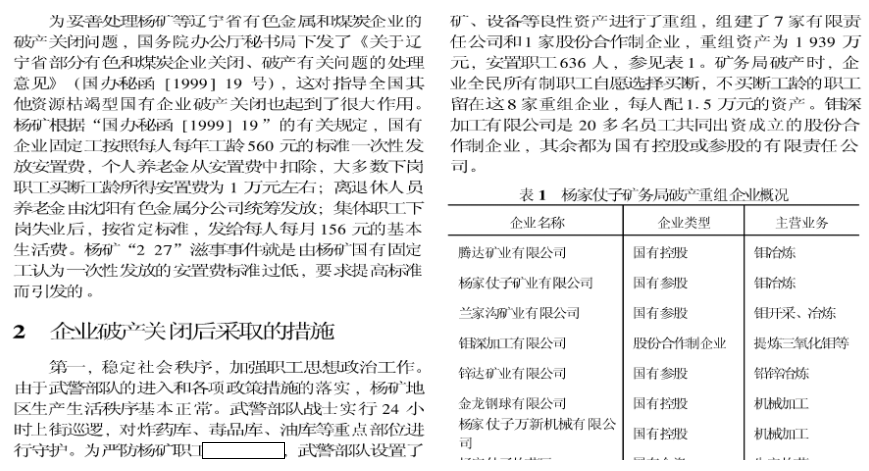 为妥善处理杨矿等辽宁省有色金属和煤炭企业的
破产关闭问题，国务院办公厅秘书局下发了《关于辽
宁省部分有色和煤炭企业关闭、破产有关问题的处理
意见》（国办秘函 [1999] 19 号），这对指导全国其
他资源枯竭型国有企业破产关闭也起到了很大作用。
杨矿根据“国办秘函 [1999] 19 ”的有关规定，国有
企业固定工按照每人每年工龄560 元的标准一次性发
放安置费，个人养老金从安置费中扣除，大多数下岗
职工买断工龄所得安置费为 1 万元左右；离退休人员
养老金由沈阳有色金属分公司统筹发放；集体职工下
岗失业后，按省定标准，发给每人每月156 元的基本
生活费。杨矿“2 27”滋事事件就是由杨矿国有固定
工认为一次性发放的安置费标准过低，要求提高标准
而引发的。
2 企业破产关闭后采取的措施
第一，稳定社会秩序，加强职工思想政治工作。
由于武警部队的进入和各项政策措施的落实，杨矿地
区生产生活秩序基本正常。武警部队战士实行24 小
时上街巡逻，对炸药库、毒品库、油库等重点部位进
行守护。为严防杨矿职工 ，武警部队设置了
矿、设备等良性资产进行了重组，组建了7 家有限责
任公司和1 家股份合作制企业，重组资产为1 939 万
元，安置职工636 人，参见表1。矿务局破产时，企
业全民所有制职工自愿选择买断，不买断工龄的职工
留在这8 家重组企业，每人配1.5 万元的资产。钼深
加工有限公司是 20 多名员工共同出资成立的股份合
作制企业，其余都为国有控股或参股的有限责任公
司。
表 1 杨家仗子矿务局破产重组企业概况
企业名称 企业类型 主营业务
腾达矿业有限公司 国有控股 钼冶炼
杨家仗子矿业有限公司 国有参股 钼冶炼
兰家沟矿业有限公司 国有参股 钼开采、冶炼
钼深加工有限公司 股份合作制企业 提炼三氧化钼等
锌达矿业有限公司 国有参股 铅锌冶炼
金龙钢球有限公司 国有控股 机械加工
杨家仗子万新机械有限公
司 国有控股 机械加工